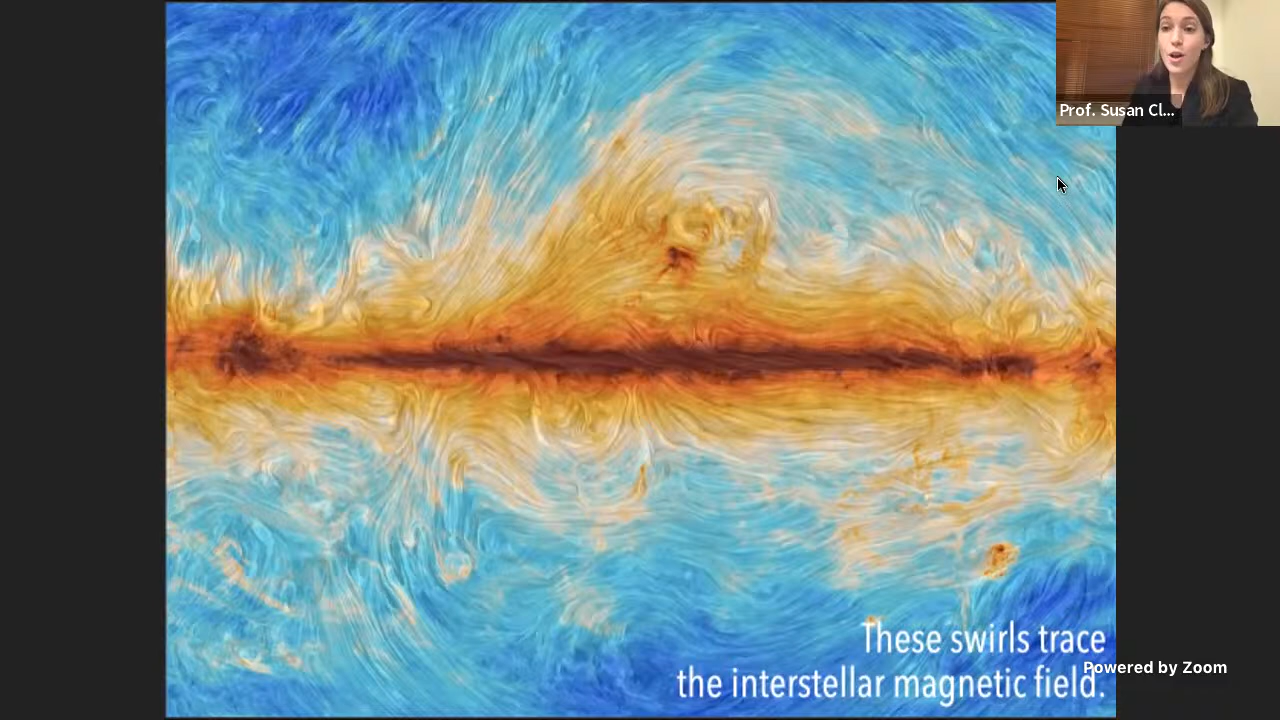 Prof. Susan Cl...
These swirls trace
the interstellar magnetic field.
Powered by Zoom